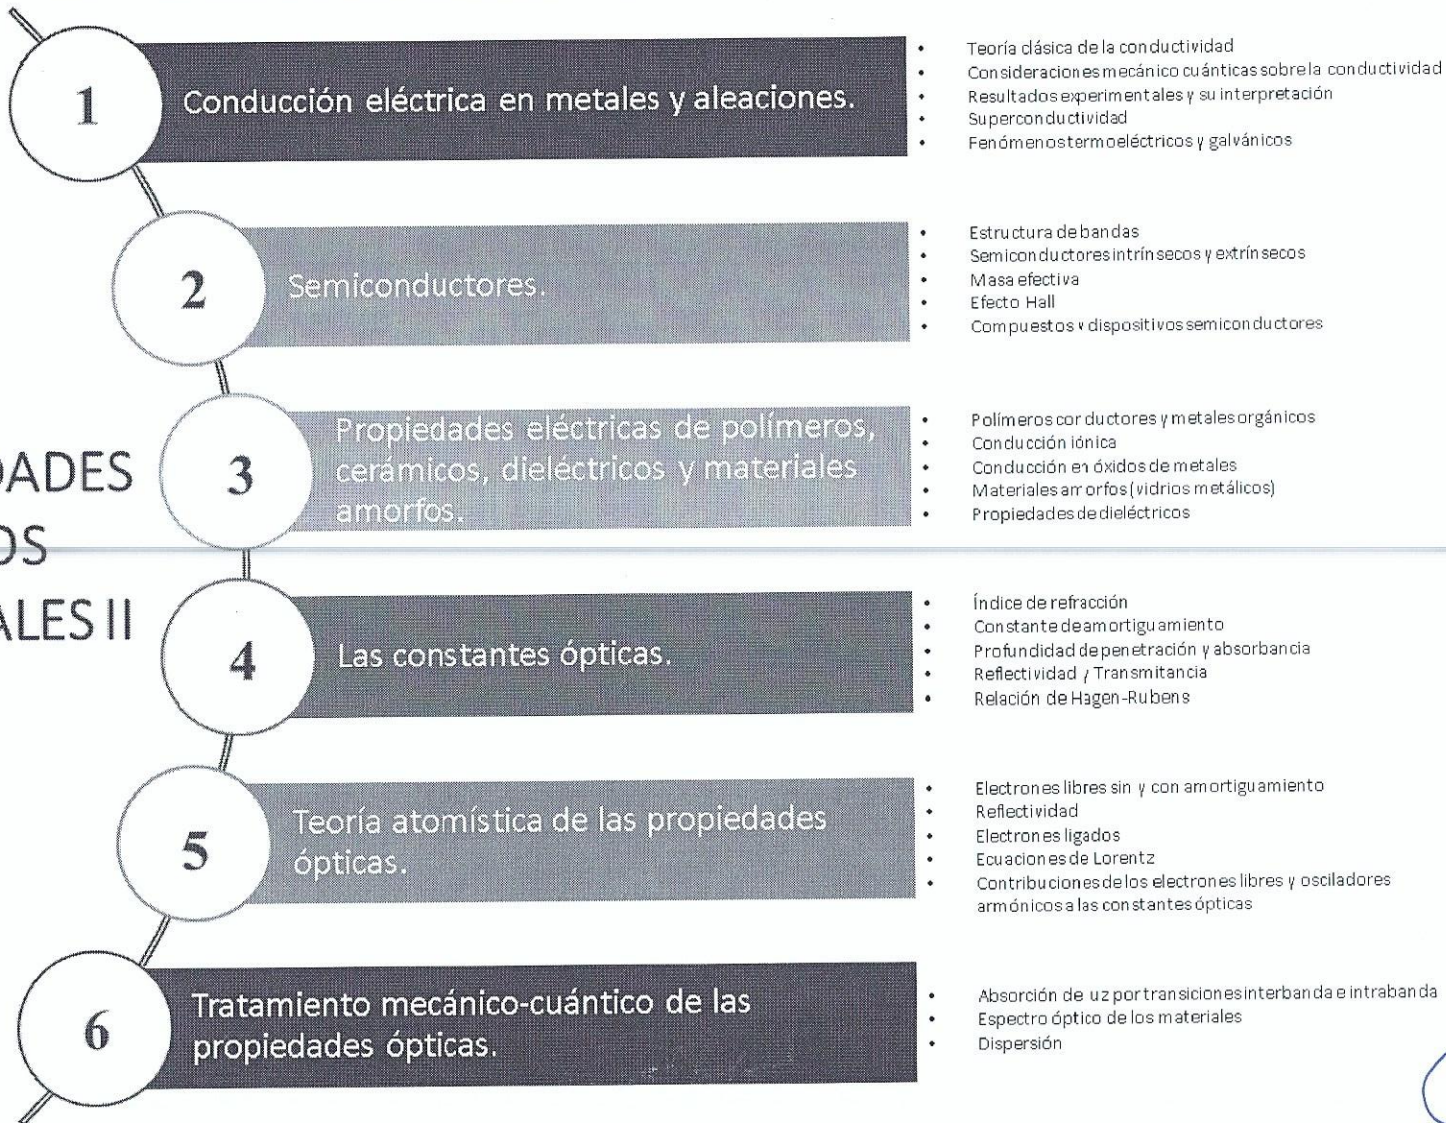 1
Conducción eléctrica en metales y aleaciones.
• Teoría clásica de la conductividad
• Consideraciones mecánico cuánticas sobre la conductividad
• Resultados experimentales y su interpretación
• Superconductividad
• Fenómenos termoeléctricos y galvánicos
2
Semiconductores.
• Estructura de bandas
• Semiconductores intrínsecos y extrínsecos
• Masa efectiva
• Efecto Hall
• Compuestos y dispositivos semiconductores
DADES
OS
ALES II
3
Propiedades eléctricas de polímeros,
cerámicos, dieléctricos y materiales
amorfos.
• Polímeros conductores y metales orgánicos
• Conducción iónica
• Conducción en óxidos de metales
• Materiales amorfos (vidrios metálicos)
• Propiedades de dieléctricos
4
Las constantes ópticas.
• Índice de refracción
• Constante de amortiguamiento
• Profundidad de penetración y absorbancia
• Reflectividad y Transmitancia
• Relación de Hagen-Rubens
5
Teoría atomística de las propiedades
ópticas.
• Electrones libres sin y con amortiguamiento
• Reflectividad
• Electrones ligados
• Ecuaciones de Lorentz
• Contribuciones de los electrones libres y osciladores
armónicos a las constantes ópticas
6
Tratamiento mecánico-cuántico de las
propiedades ópticas.
• Absorción de uz por transiciones interbanda e intrabanda
• Espectro óptico de los materiales
• Dispersión